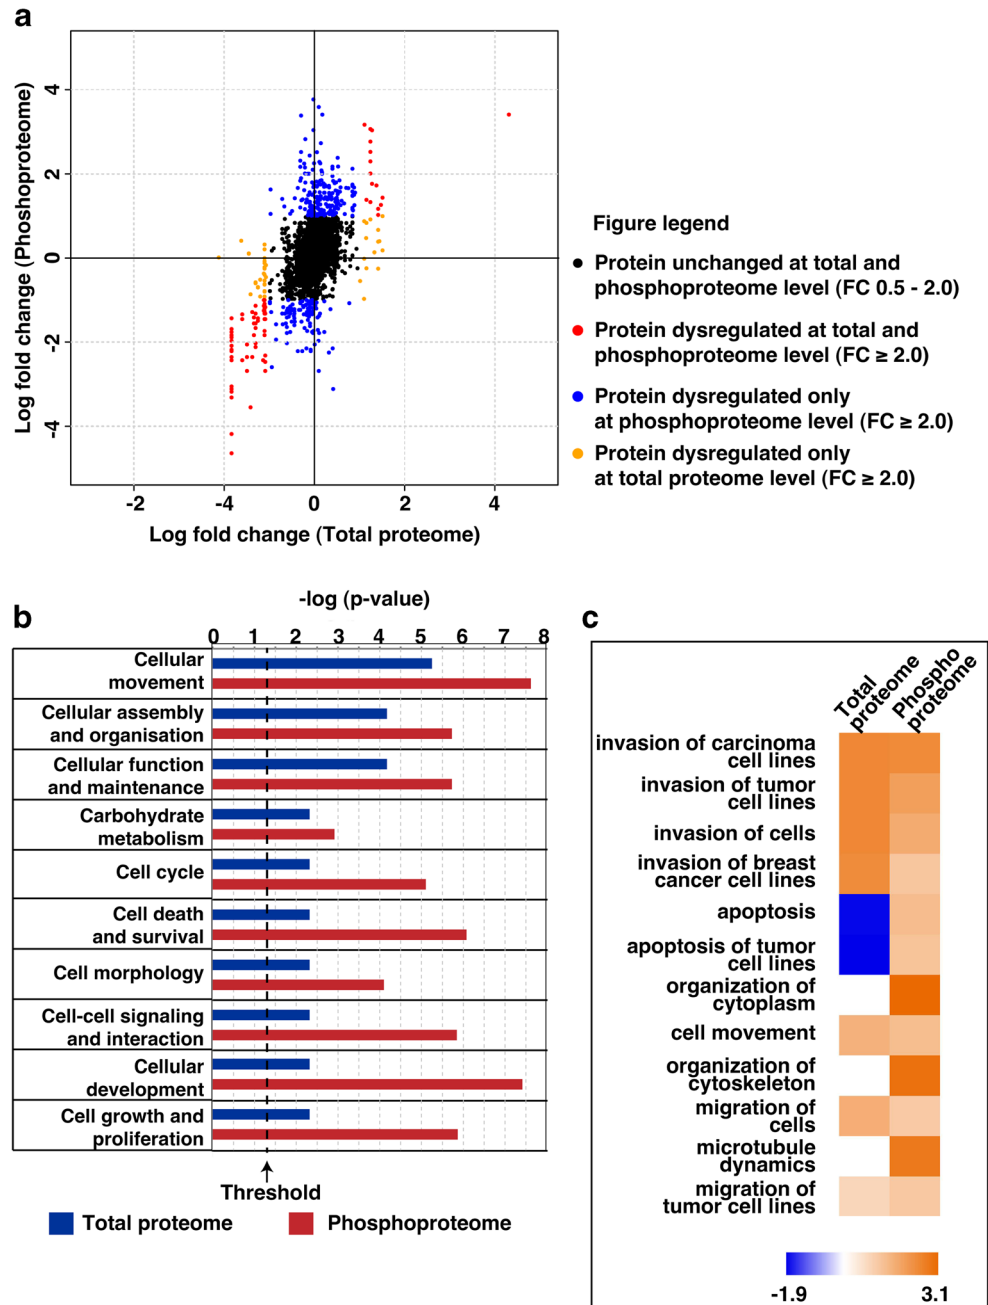 a
Log fold change (Phoshoproteome)
4
2
0
-2
-4
-2
-4
0
2
4
Log fold change (Total proteome)
Figure legend
Protein unchanged at total and
phosphoproteome level (FC 0.5 - 2.0)
Protein dysregulated at total and
phosphoproteome level (FC ≥ 2.0)
Protein dysregulated only
at phosphoproteome level (FC ≥ 2.0)
Protein dysregulated only
at total proteome level (FC ≥ 2.0)
b
-log (p-value)
0 1 2 3 4 5 6 7 8
Cellular
movement
Cellular assembly
and organisation
Cellular function
and maintenance
Carbohydrate
metabolism
Cell cycle
Cell death
and survival
Cell morphology
Cell-cell signaling
and interaction
Cellular
development
Cell growth and
proliferation
Threshold
Total proteome
Phosphoproteome
c
Total
proteome
Phospho
proteome
invasion of carcinoma
cell lines
invasion of tumor
cell lines
invasion of cells
invasion of breast
cancer cell lines
apoptosis
apoptosis of tumor
cell lines
organization of
cytoplasm
cell movement
organization of
cytoskeleton
migration of
cells
microtubule
dynamics
migration of
tumor cell lines
-1.9
3.1